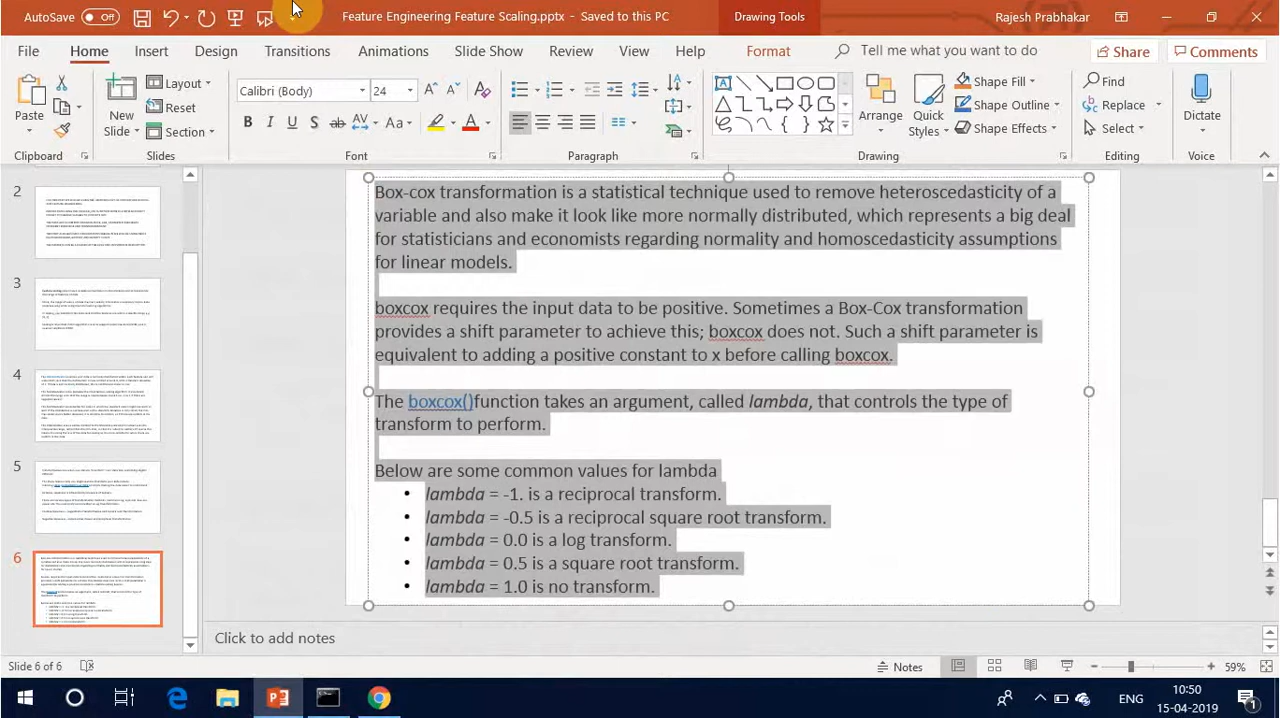 AutoSave Off Feature Engineering Feature Scaling.pptx - Saved to this PC Drawing Tools Rajesh Prabhakar
File Home Insert Design Transitions Animations Slide Show Review View Help Format Tell me what you want to do Share Comments
Paste New Slide Layout Reset Section Calibri (Body) 24 Arrange Quick Styles Shape Fill Shape Outline Shape Effects Find Replace Select Dictate
Clipboard Slides Font Paragraph Drawing Editing Voice
2
3
4
5
6
Box-cox transformation is a statistical technique used to remove heteroscedasticity of a
variable and also make it look like more normally distributed, which represents a big deal
for statisticians and economists regarding normality and homoscedasticity assumptions
for linear models.
boxcox requires the input data to be positive. Sometimes a Box-Cox transformation
provides a shift parameter to achieve this; boxcox does not. Such a shift parameter is
equivalent to adding a positive constant to x before calling boxcox.
The boxcox()function takes an argument, called lambda, that controls the type of
transform to perform.
Below are some common values for lambda
• lambda = -1. is a reciprocal transform.
• lambda = -0.5 is a reciprocal square root transform.
• lambda = 0.0 is a log transform.
• lambda = 0.5 is a square root transform.
• lambda = 1.0 is no transform.
Click to add notes
Slide 6 of 6 Notes 59%
ENG 10:50
15-04-2019 1